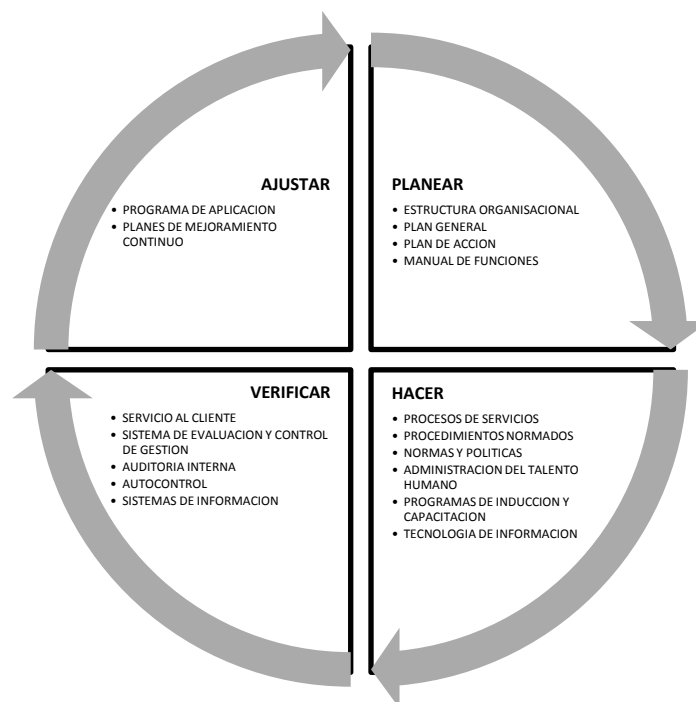 AJUSTAR
• PROGRAMA DE APLICACION
• PLANES DE MEJORAMIENTO
CONTINUO
PLANEAR
• ESTRUCTURA ORGANISACIONAL
• PLAN GENERAL
• PLAN DE ACCION
• MANUAL DE FUNCIONES
VERIFICAR
• SERVICIO AL CLIENTE
• SISTEMA DE EVALUACION Y CONTROL
DE GESTION
• AUDITORIA INTERNA
• AUTOCONTROL
• SISTEMAS DE INFORMACION
HACER
• PROCESOS DE SERVICIOS
• PROCEDIMIENTOS NORMADOS
• NORMAS Y POLITICAS
• ADMINISTRACION DEL TALENTO
HUMANO
• PROGRAMAS DE INDUCCION Y
CAPACITACION
• TECNOLOGIA DE INFORMACION